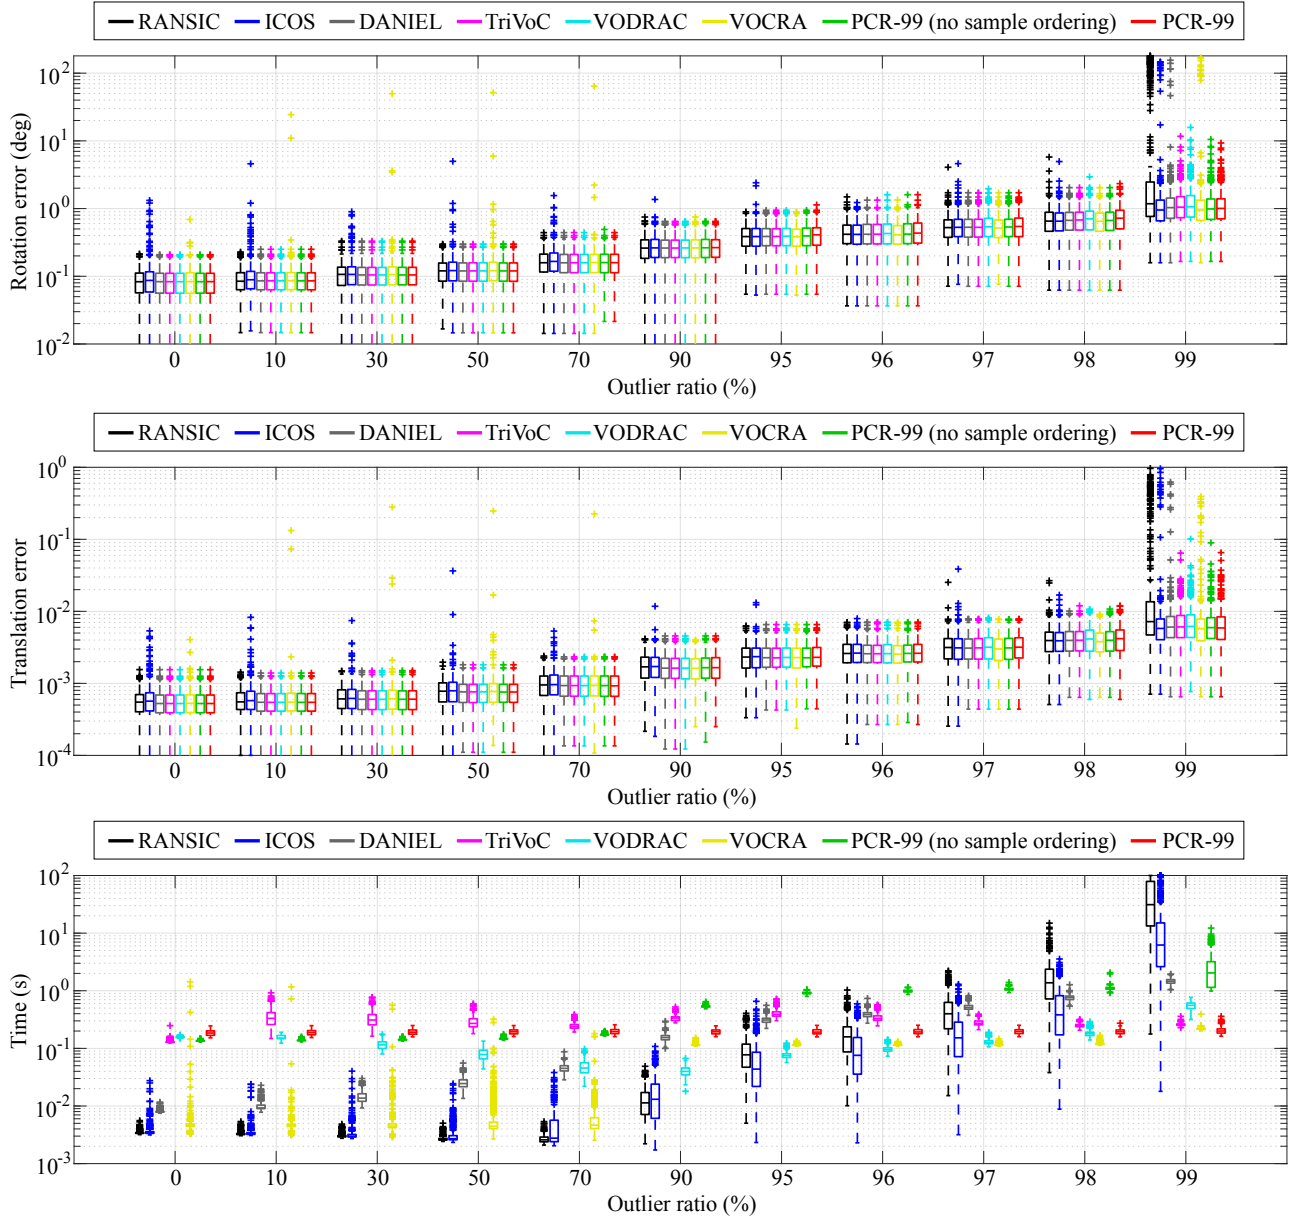 RANSIC ICOS DANIEL TriVoC VODRAC VOCRA PCR-99 (no sample ordering) PCR-99
Rotation error (deg)
10^2
10^1
10^0
10^-1
10^-2
0 10 30 50 70 90 95 96 97 98 99
Outlier ratio (%)
RANSIC ICOS DANIEL TriVoC VODRAC VOCRA PCR-99 (no sample ordering) PCR-99
Translation error
10^0
10^-1
10^-2
10^-3
10^-4
0 10 30 50 70 90 95 96 97 98 99
Outlier ratio (%)
RANSIC ICOS DANIEL TriVoC VODRAC VOCRA PCR-99 (no sample ordering) PCR-99
Time (s)
10^2
10^1
10^0
10^-1
10^-2
10^-3
0 10 30 50 70 90 95 96 97 98 99
Outlier ratio (%)